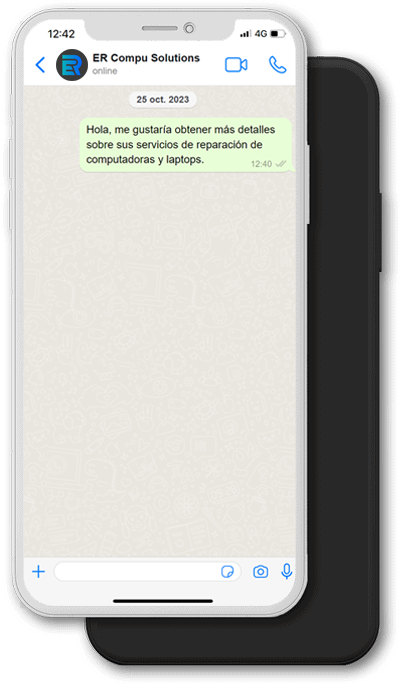 12:42
4G
ER
ER Compu Solutions
online
25 oct. 2023
Hola, me gustaría obtener más detalles
sobre sus servicios de reparación de
computadoras y laptops.
12:40